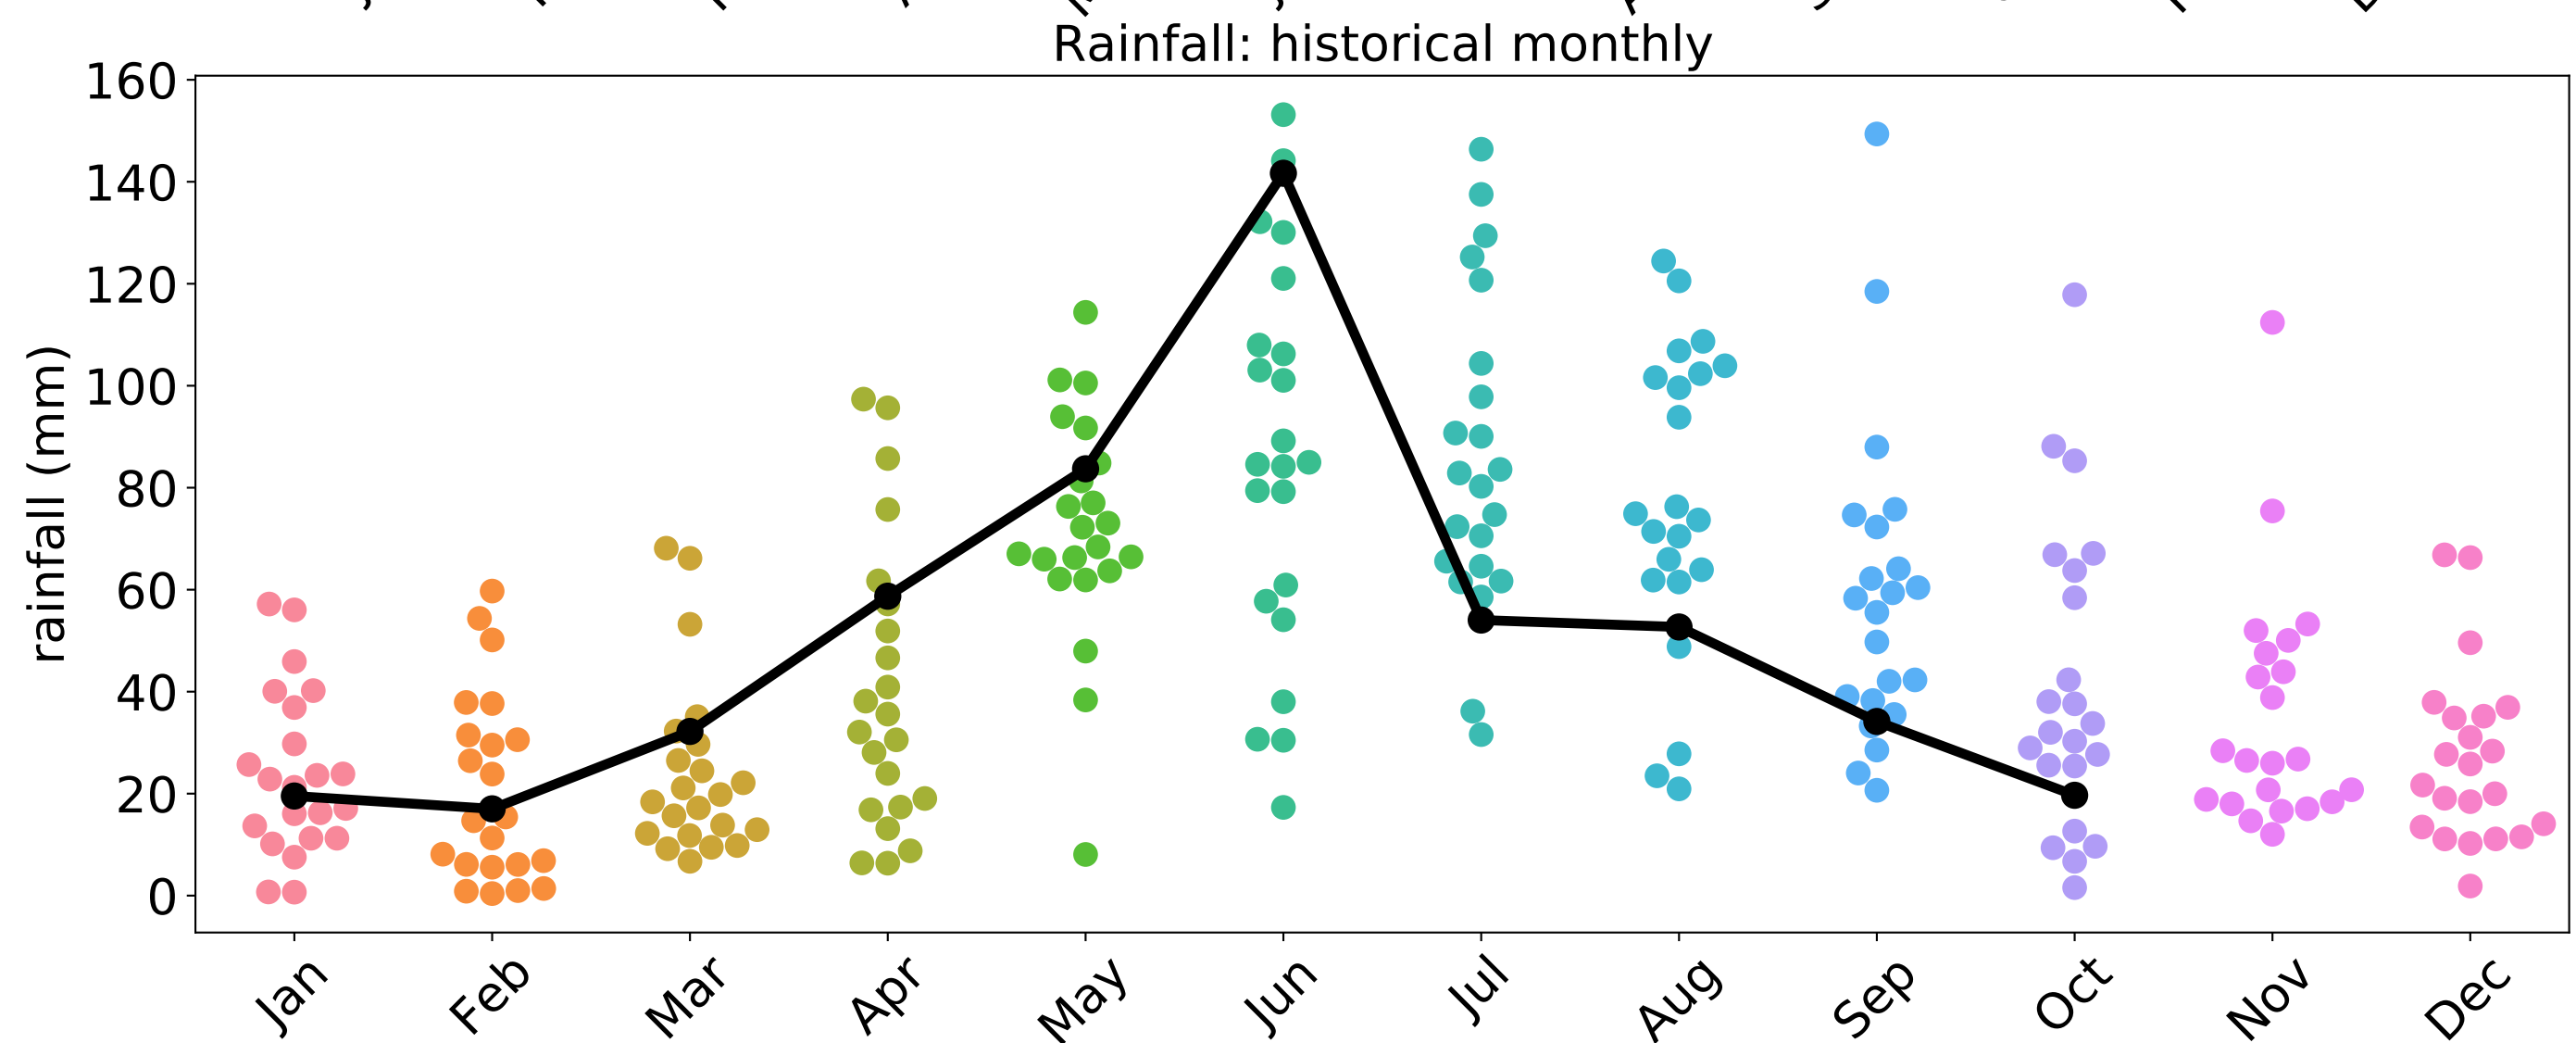 Rainfall: historical monthly
160
140
120
100
80
60
40
20
0
rainfall (mm)
Jan
Feb
Mar
Apr
May
Jun
Jul
Aug
Sep
Oct
Nov
Dec